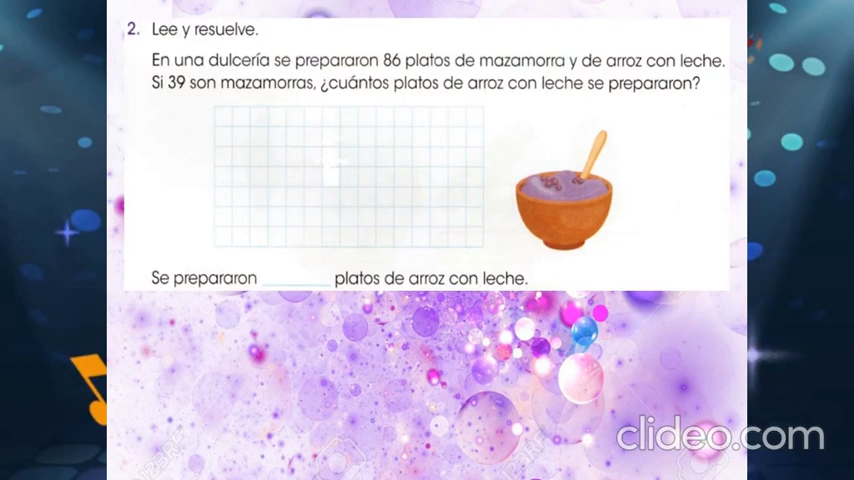 2. Lee y resuelve.
En una dulcería se prepararon 86 platos de mazamorra y de arroz con leche.
Si 39 son mazamorras, ¿cuántos platos de arroz con leche se prepararon?
Se prepararon ________ platos de arroz con leche.
clideo.com